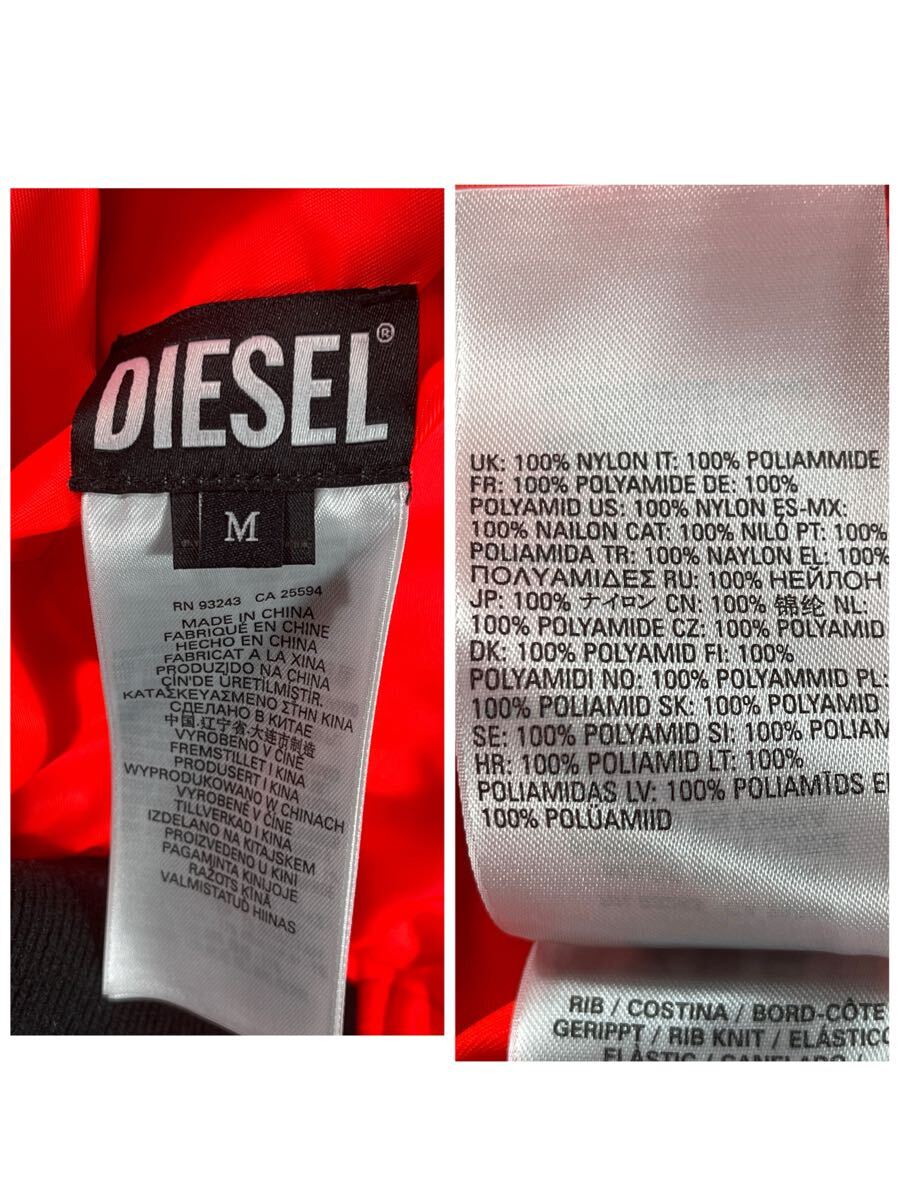 DIESEL®
M
RN 93243 CA 25594
MADE IN CHINA
FABRIQUÉ EN CHINE
HECHO EN CHINA
FABRICAT A LA XINA
PRODUZIDO NA CHINA
ÇIN'DE ÜRETİLMİŞTİR.
ΚΑΤΑΣΚΕΥΑΣΜΕΝΟ ΣΤΗΝ ΚΙΝΑ
СДЕЛАНО В КИТАЕ
中国.辽宁省.大连市制造
VYROBENO V ČÍNĚ
FREMSTILLET I KINA
PRODUSERT I KINA
WYPRODUKOWANO W CHINACH
VYROBENÉ V ČÍNE
TILLVERKAD I KINA
IZDELANO NA KITAJSKEM
PROIZVEDENO U KINI
PAGAMINTA KINIJOJE
RAŽOTS ĶĪNĀ
VALMISTATUD HIINAS
UK: 100% NYLON IT: 100% POLIAMMIDE
FR: 100% POLYAMIDE DE: 100%
POLYAMID US: 100% NYLON ES-MX:
100% NAILON CAT: 100% NILÓ PT: 100%
POLIAMIDA TR: 100% NAYLON EL: 100%
ΠΟΛΥΑΜΙΔΕΣ RU: 100% НЕЙЛОН
JP: 100% ナイロン CN: 100% 锦纶 NL:
100% POLYAMIDE CZ: 100% POLYAMID
DK: 100% POLYAMID FI: 100%
POLYAMIDI NO: 100% POLYAMID PL:
100% POLIAMID SK: 100% POLYAMID
SE: 100% POLYAMID SI: 100% POLIAM
HR: 100% POLIAMID LT: 100%
POLIAMIDAS LV: 100% POLIAMĪDS E
100% POLÜAMIID
RIB / COSTINA / BORD-CÔTE
GERIPPT / RIB KNIT / ELÁSTICO
ELÀSTIC / CANELADO /